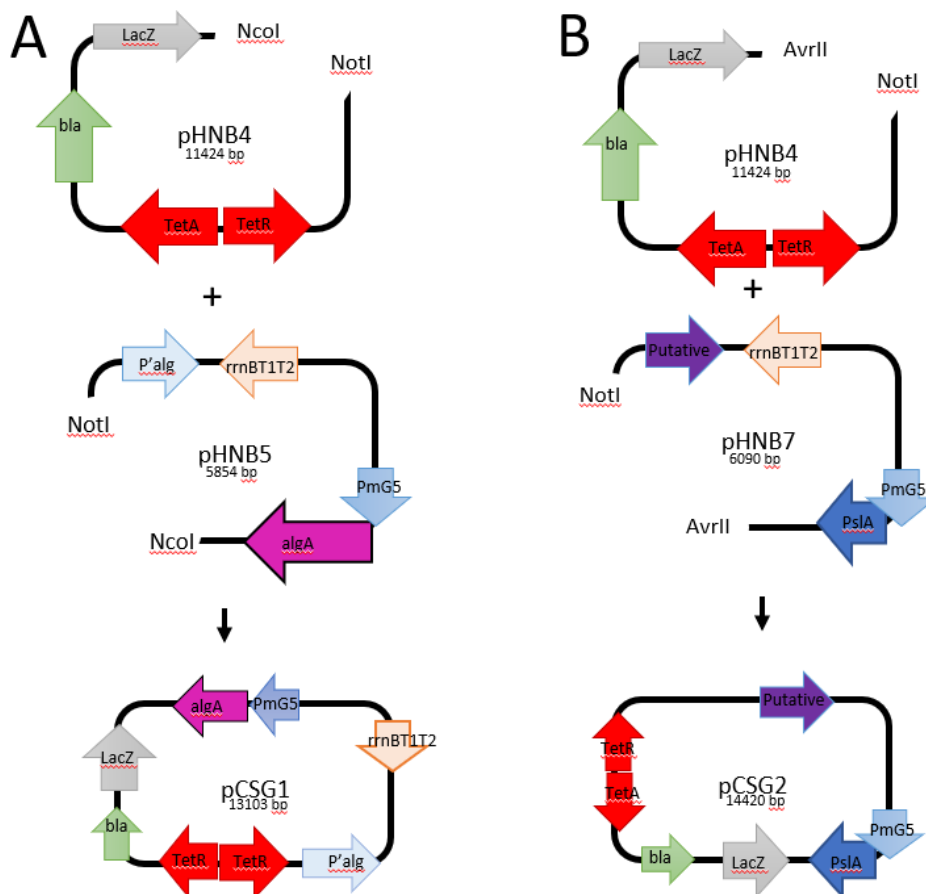 A
LacZ
NcoI
NotI
bla
pHNB4
11424 bp
TetA
TetR
+
P'alg
rrnBT1T2
NotI
pHNB5
5854 bp
PmG5
NcoI
algA
algA
PmG5
rrnBT1T2
LacZ
pCSG1
13103 bp
bla
TetR
TetR
P'alg
B
LacZ
AvrII
NotI
bla
pHNB4
11424 bp
TetA
TetR
+
Putative
rrnBT1T2
NotI
pHNB7
6090 bp
PmG5
AvrII
PslA
Putative
TetR
TetA
pCSG2
14420 bp
PmG5
bla
LacZ
PslA